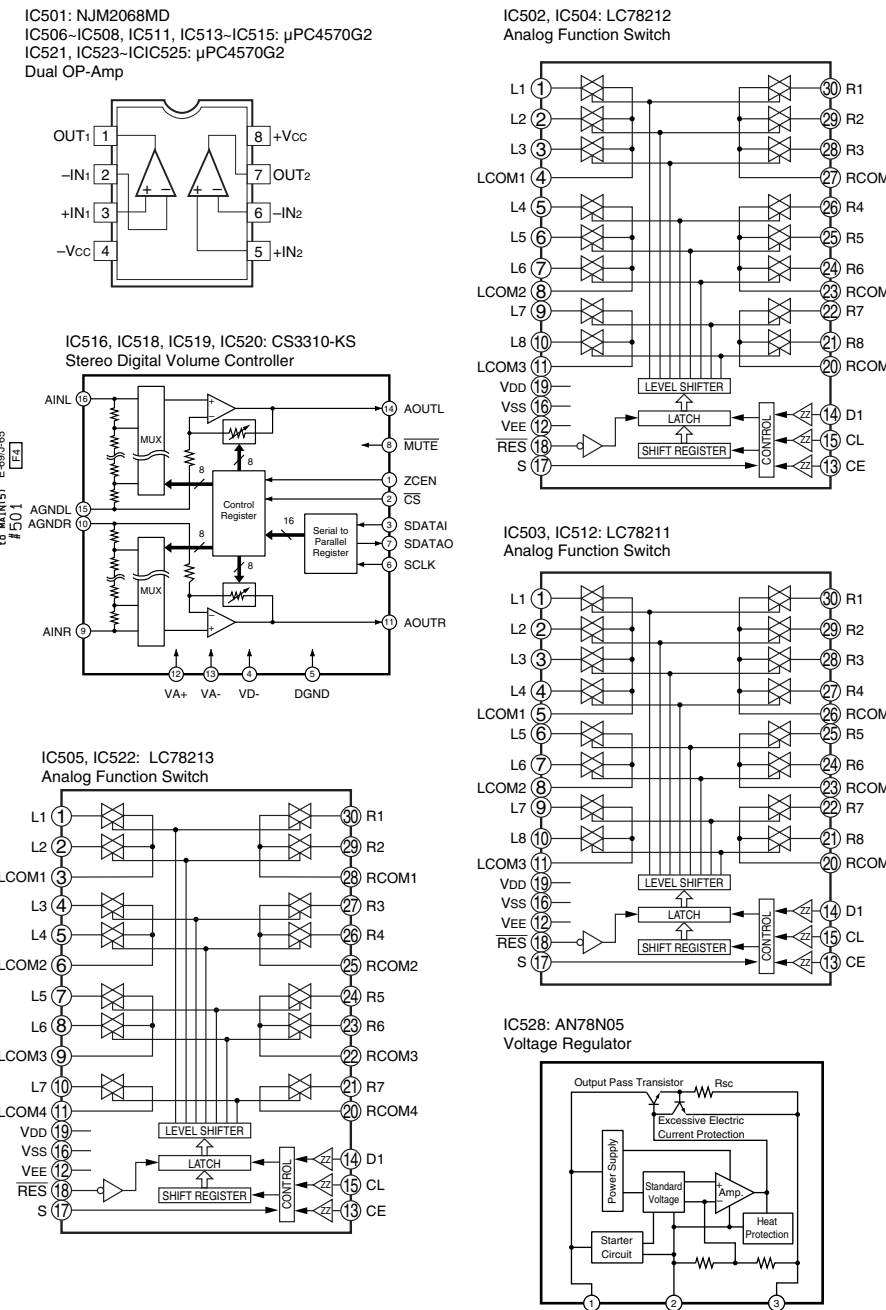 IC501: NJM2068MD
IC506~IC508, IC511, IC513~IC515: µPC4570G2
IC521, IC523~ICIC525: µPC4570G2
Dual OP-Amp
OUT1 1
–IN1 2
+IN1 3
–VCC 4
8 +VCC
7 OUT2
6 –IN2
5 +IN2
+ –
+ –
IC516, IC518, IC519, IC520: CS3310-KS
Stereo Digital Volume Controller
AINL 16
MUX
+
–
14 AOUTL
MUTE
8
8
1 ZCEN
2 CS
Control
Register
AGNDL 15
AGNDR 10
8
16
Serial to
Parallel
Register
3 SDATAI
7 SDATAO
6 SCLK
8
MUX
–
+
AINR 9
11 AOUTR
12 13 4 5
VA+ VA- VD- DGND
F4
to MAIN(5)
#501
IC505, IC522: LC78213
Analog Function Switch
L1 1 30 R1
L2 2 29 R2
LCOM1 3 28 RCOM1
L3 4 27 R3
L4 5 26 R4
LCOM2 6 25 RCOM2
L5 7 24 R5
L6 8 23 R6
LCOM3 9 22 RCOM3
L7 10 21 R7
LCOM4 11 20 RCOM4
VDD 19
VSS 16
VEE 12
RES 18
S 17
LEVEL SHIFTER
LATCH
SHIFT REGISTER
CONTROL
ZZ 14 D1
ZZ 15 CL
ZZ 13 CE
IC502, IC504: LC78212
Analog Function Switch
L1 1 30 R1
L2 2 29 R2
L3 3 28 R3
LCOM1 4 27 RCOM
L4 5 26 R4
L5 6 25 R5
L6 7 24 R6
LCOM2 8 23 RCOM
L7 9 22 R7
L8 10 21 R8
LCOM3 11 20 RCOM
VDD 19
VSS 16
VEE 12
RES 18
S 17
LEVEL SHIFTER
LATCH
SHIFT REGISTER
CONTROL
ZZ 14 D1
ZZ 15 CL
ZZ 13 CE
IC503, IC512: LC78211
Analog Function Switch
L1 1 30 R1
L2 2 29 R2
L3 3 28 R3
L4 4 27 R4
LCOM1 5 26 RCOM
L5 6 25 R5
L6 7 24 R6
LCOM2 8 23 RCOM
L7 9 22 R7
L8 10 21 R8
LCOM3 11 20 RCOM
VDD 19
VSS 16
VEE 12
RES 18
S 17
LEVEL SHIFTER
LATCH
SHIFT REGISTER
CONTROL
ZZ 14 D1
ZZ 15 CL
ZZ 13 CE
IC528: AN78N05
Voltage Regulator
Output Pass Transistor
Rsc
Excessive Electric
Current Protection
Power Supply
Standard
Voltage
+
–
Amp.
Heat
Protection
Starter
Circuit
1 2 3